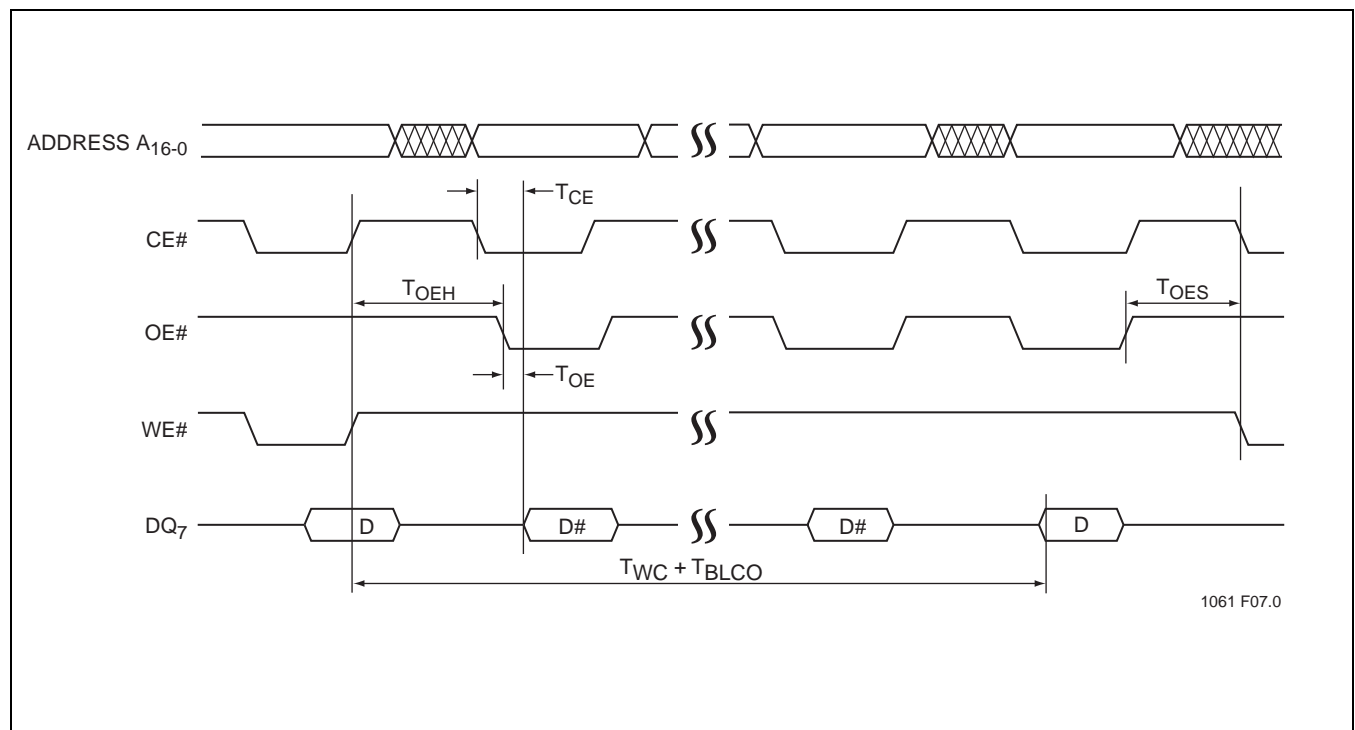 ADDRESS A16-0
TCE
CE#
TOEH
TOES
OE#
TOE
WE#
DQ7
D
D#
D#
D
TWC + TBLCO
1061 F07.0